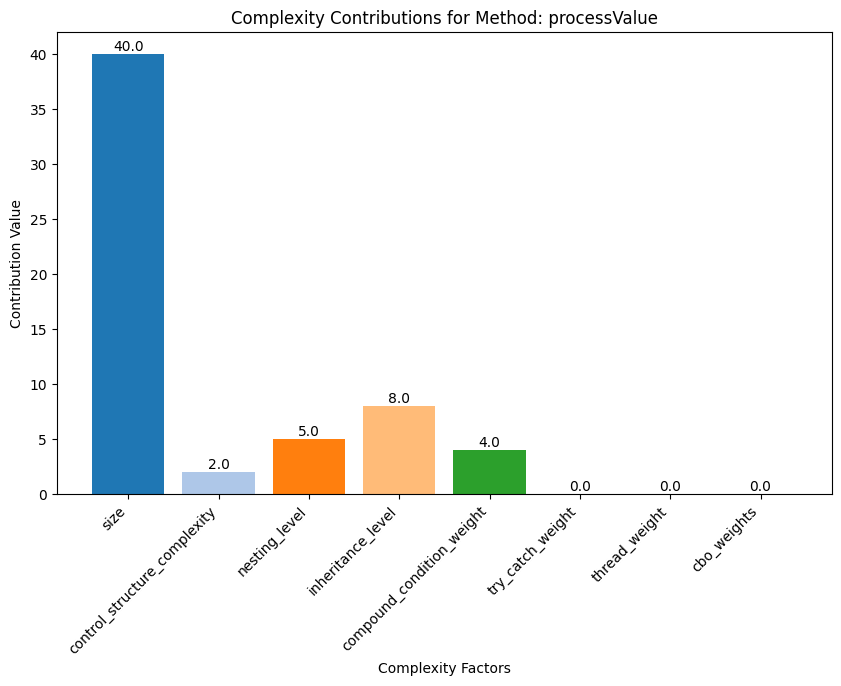 Complexity Contributions for Method: processValue
Contribution Value
40
35
30
25
20
15
10
5
0
40.0
2.0
5.0
8.0
4.0
0.0
0.0
0.0
size
control_structure_complexity
nesting_level
inheritance_level
compound_condition_weight
try_catch_weight
thread_weight
cbo_weights
Complexity Factors